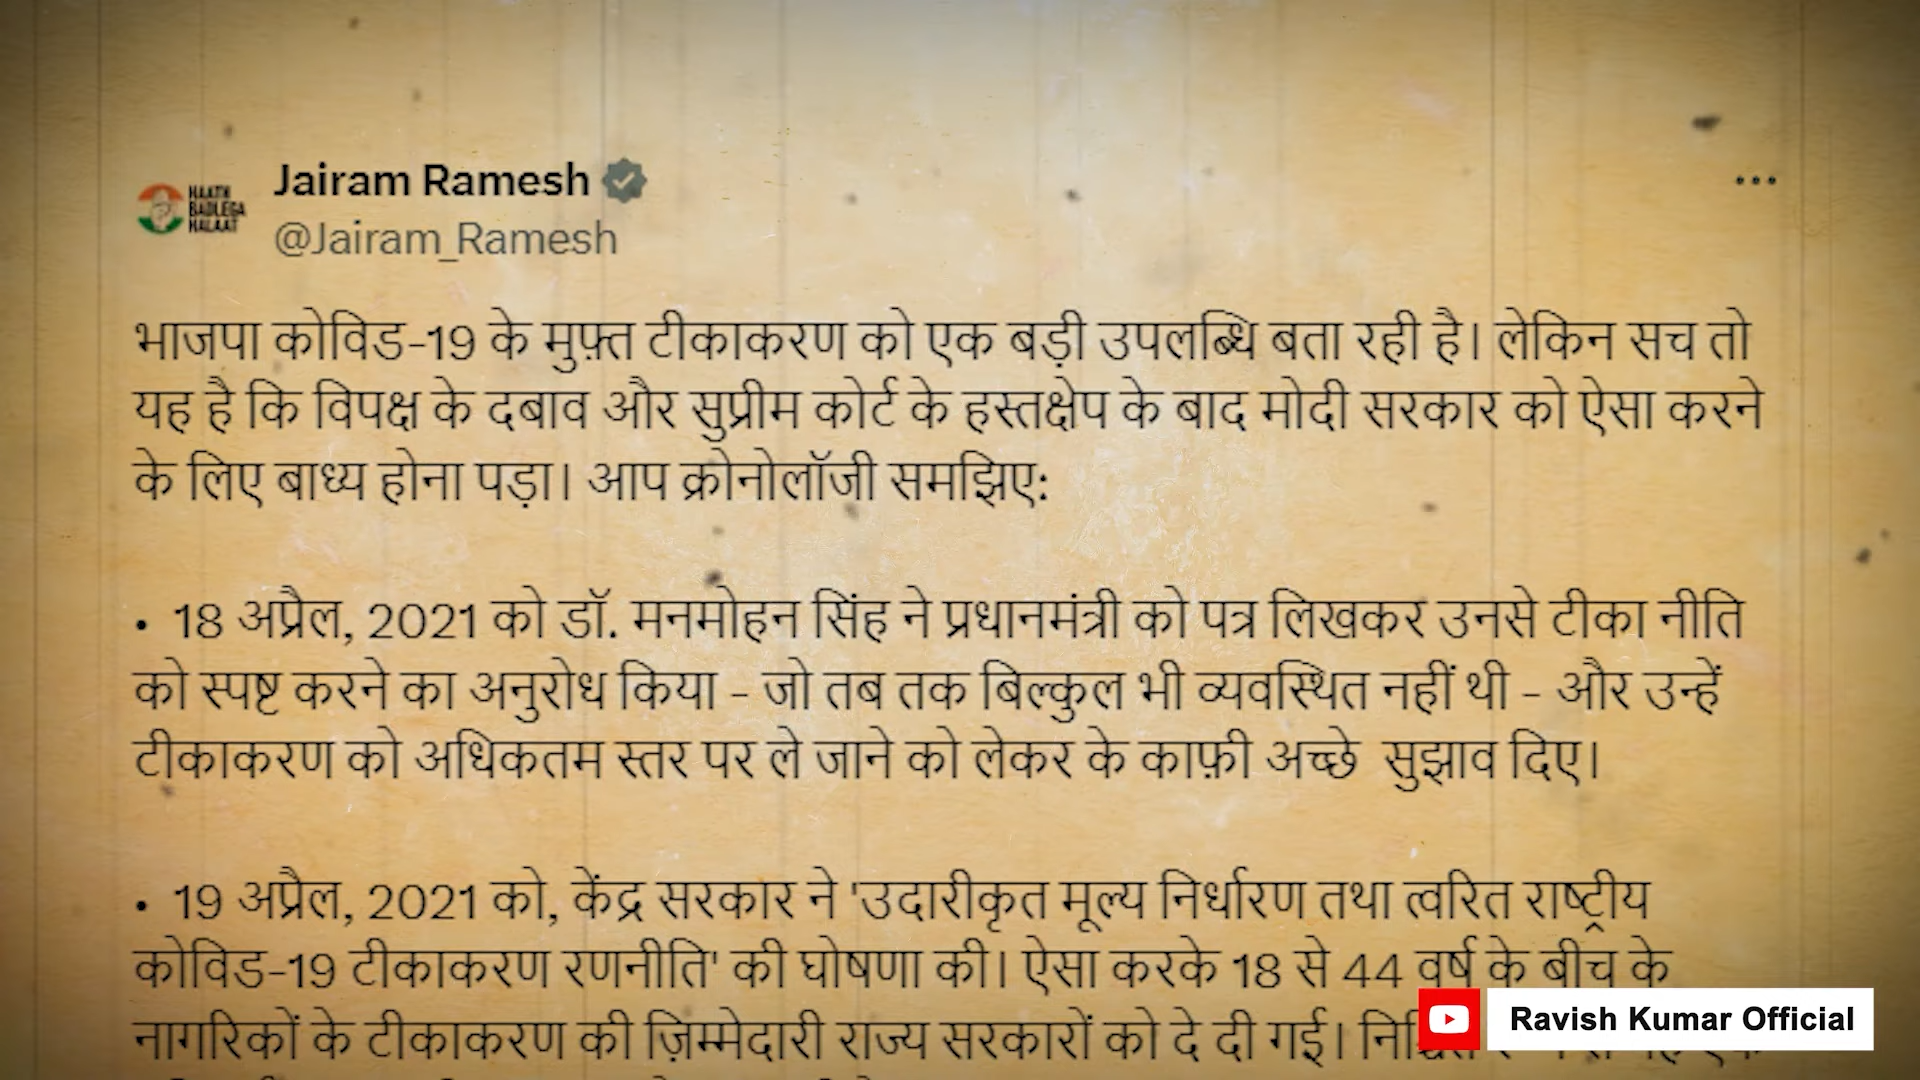 HAATH
BADLEGA
HALAAT
Jairam Ramesh
@Jairam_Ramesh
भाजपा कोविड-19 के मुफ़्त टीकाकरण को एक बड़ी उपलब्धि बता रही है। लेकिन सच तो
यह है कि विपक्ष के दबाव और सुप्रीम कोर्ट के हस्तक्षेप के बाद मोदी सरकार को ऐसा करने
के लिए बाध्य होना पड़ा। आप क्रोनोलॉजी समझिए:
• 18 अप्रैल, 2021 को डॉ. मनमोहन सिंह ने प्रधानमंत्री को पत्र लिखकर उनसे टीका नीति
को स्पष्ट करने का अनुरोध किया - जो तब तक बिल्कुल भी व्यवस्थित नहीं थी - और उन्हें
टीकाकरण को अधिकतम स्तर पर ले जाने को लेकर के काफ़ी अच्छे सुझाव दिए।
• 19 अप्रैल, 2021 को, केंद्र सरकार ने 'उदारीकृत मूल्य निर्धारण तथा त्वरित राष्ट्रीय
कोविड-19 टीकाकरण रणनीति' की घोषणा की। ऐसा करके 18 से 44 वर्ष के बीच के
नागरिकों के टीकाकरण की ज़िम्मेदारी राज्य सरकारों को दे दी गई।
Ravish Kumar Official